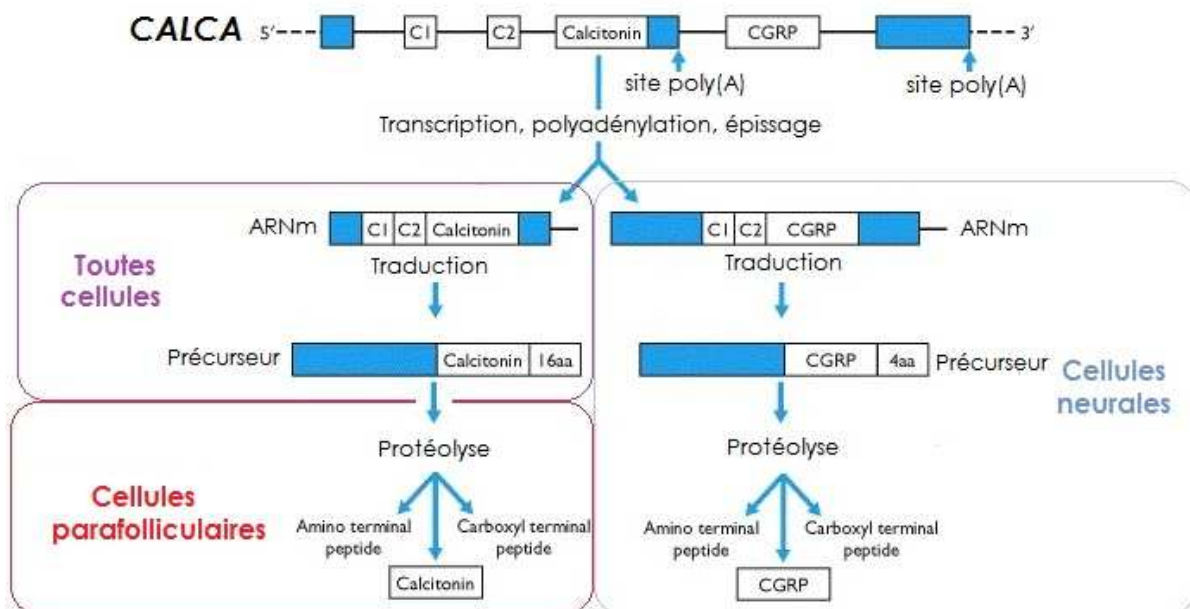 CALCA 5' C1 C2 Calcitonin CGRP 3'
site poly(A) site poly(A)
Transcription, polyadénylation, épissage
ARNm C1 C2 Calcitonin
Traduction
Toutes
cellules
Précurseur Calcitonin 16aa
Protéolyse
Cellules
parafolliculaires
Amino terminal
peptide
Carboxyl terminal
peptide
Calcitonin
C1 C2 CGRP ARNm
Traduction
CGRP 4aa Précurseur
Cellules
neurales
Protéolyse
Amino terminal
peptide
Carboxyl terminal
peptide
CGRP